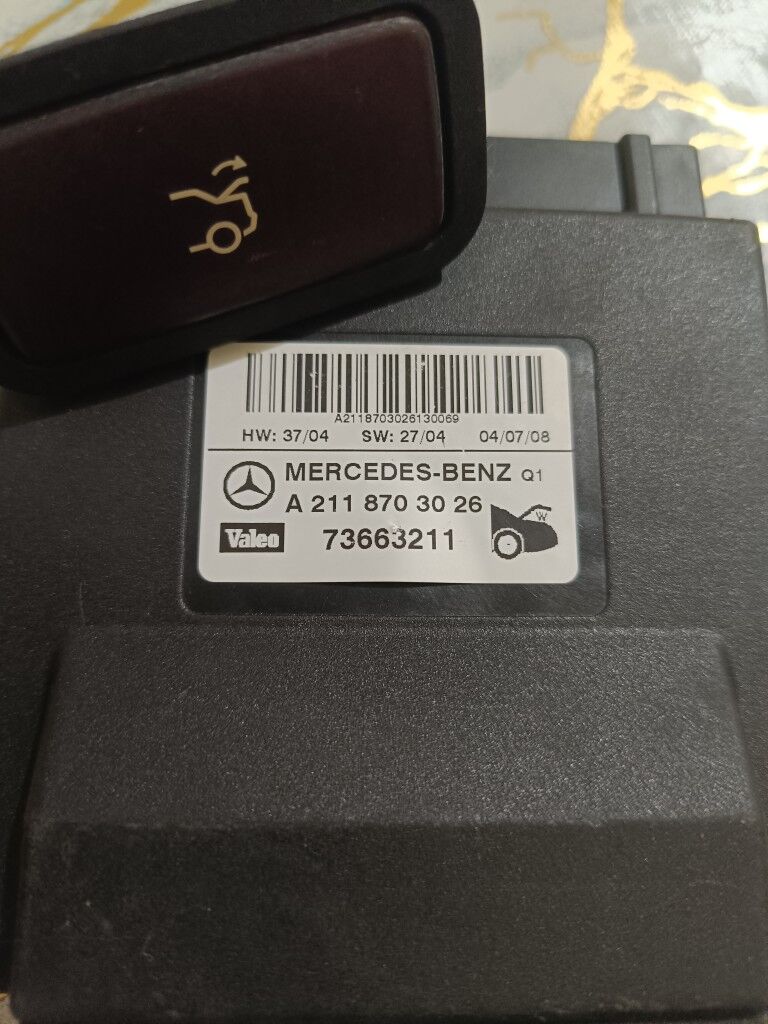 A2118703026130069
HW: 37/04 SW: 27/04 04/07/08
MERCEDES-BENZ Q1
A 211 870 30 26
Valeo 73663211 W